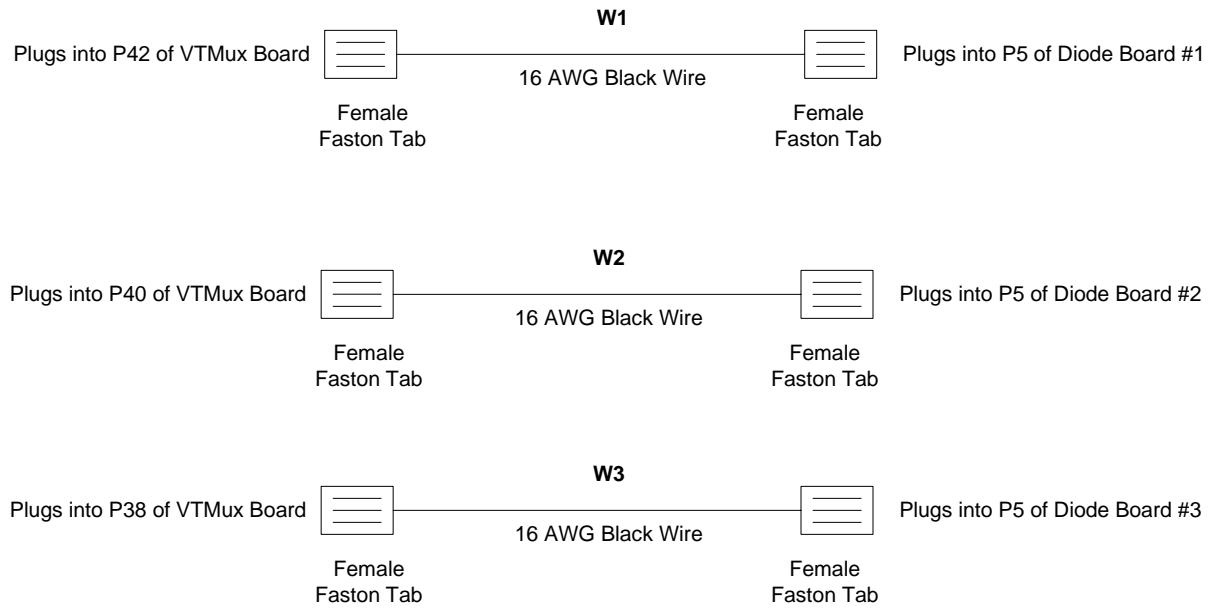 W1
Plugs into P42 of VTMux Board
Plugs into P5 of Diode Board #1
16 AWG Black Wire
Female
Faston Tab
Female
Faston Tab
W2
Plugs into P40 of VTMux Board
Plugs into P5 of Diode Board #2
16 AWG Black Wire
Female
Faston Tab
Female
Faston Tab
W3
Plugs into P38 of VTMux Board
Plugs into P5 of Diode Board #3
16 AWG Black Wire
Female
Faston Tab
Female
Faston Tab